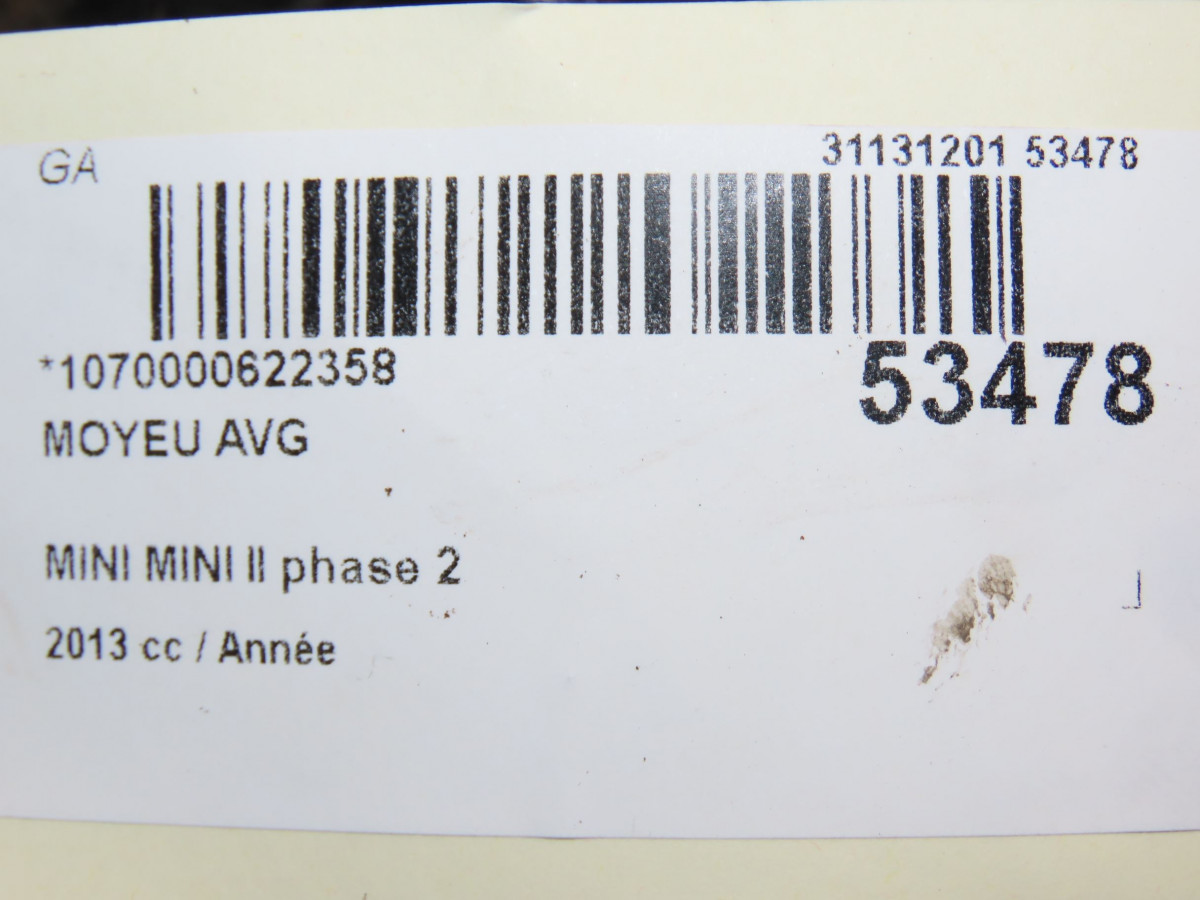 GA
31131201 53478
*1070000622358
53478
MOYEU AVG
MINI MINI II phase 2
2013 cc / Année